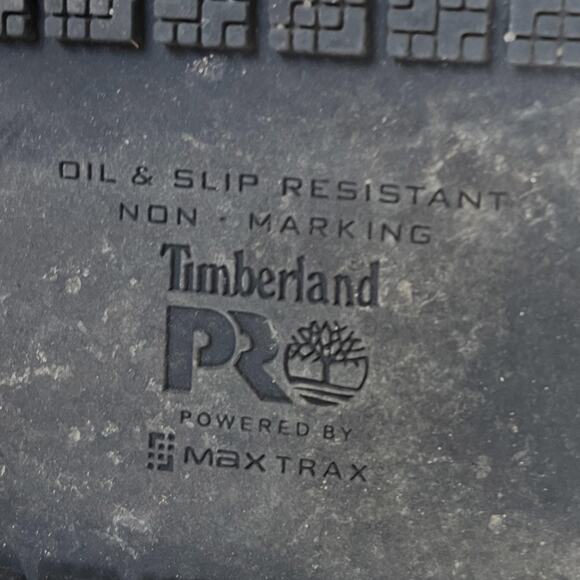 OIL & SLIP RESISTANT
NON - MARKING
Timberland
PRO
POWERED BY
maxTRAX